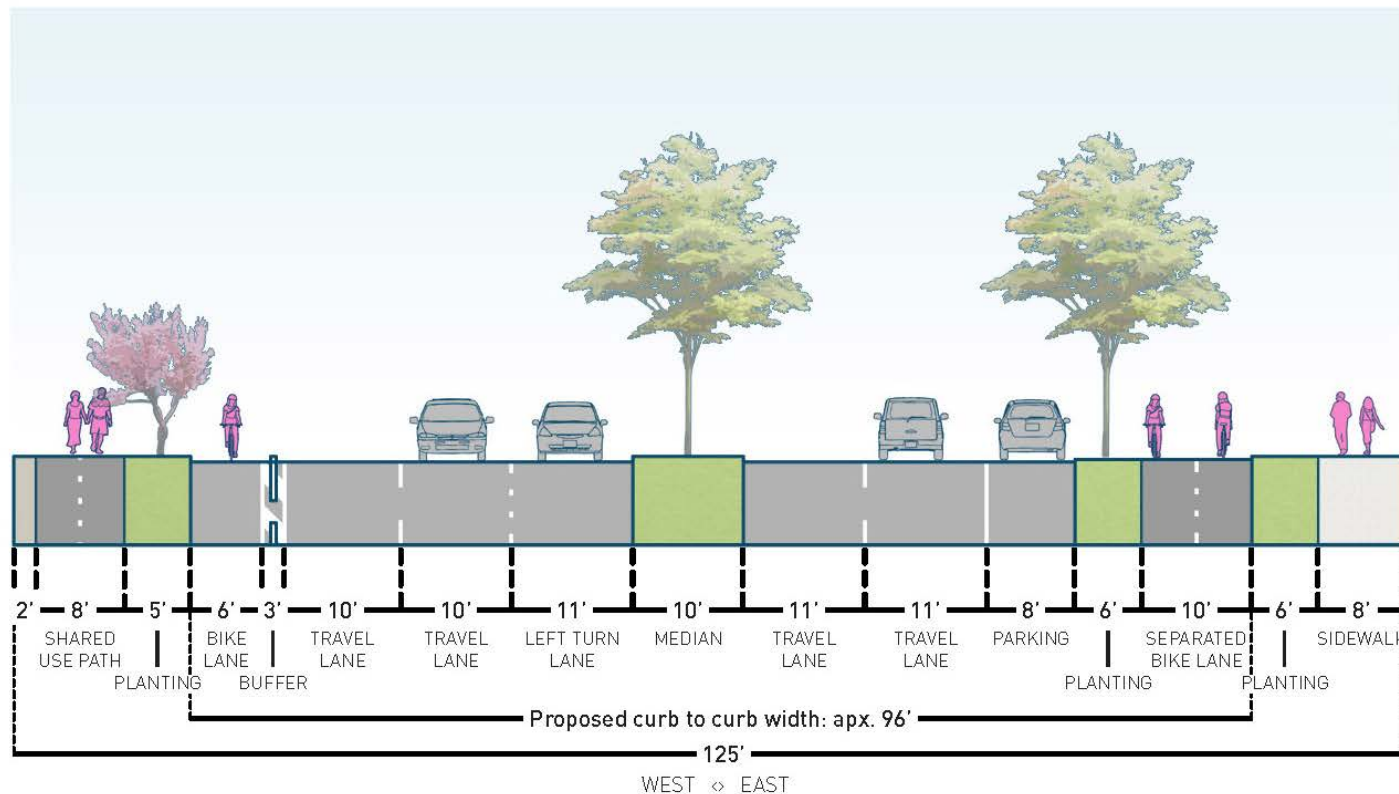 2' 8' 5' 6' 3' 10' 10' 11' 10' 11' 11' 8' 6' 10' 6' 8'
SHARED USE PATH
PLANTING
BIKE LANE
BUFFER
TRAVEL LANE
TRAVEL LANE
LEFT TURN LANE
MEDIAN
TRAVEL LANE
TRAVEL LANE
PARKING
PLANTING
SEPARATED BIKE LANE
PLANTING
SIDEWALK
Proposed curb to curb width: apx. 96'
125'
WEST <> EAST